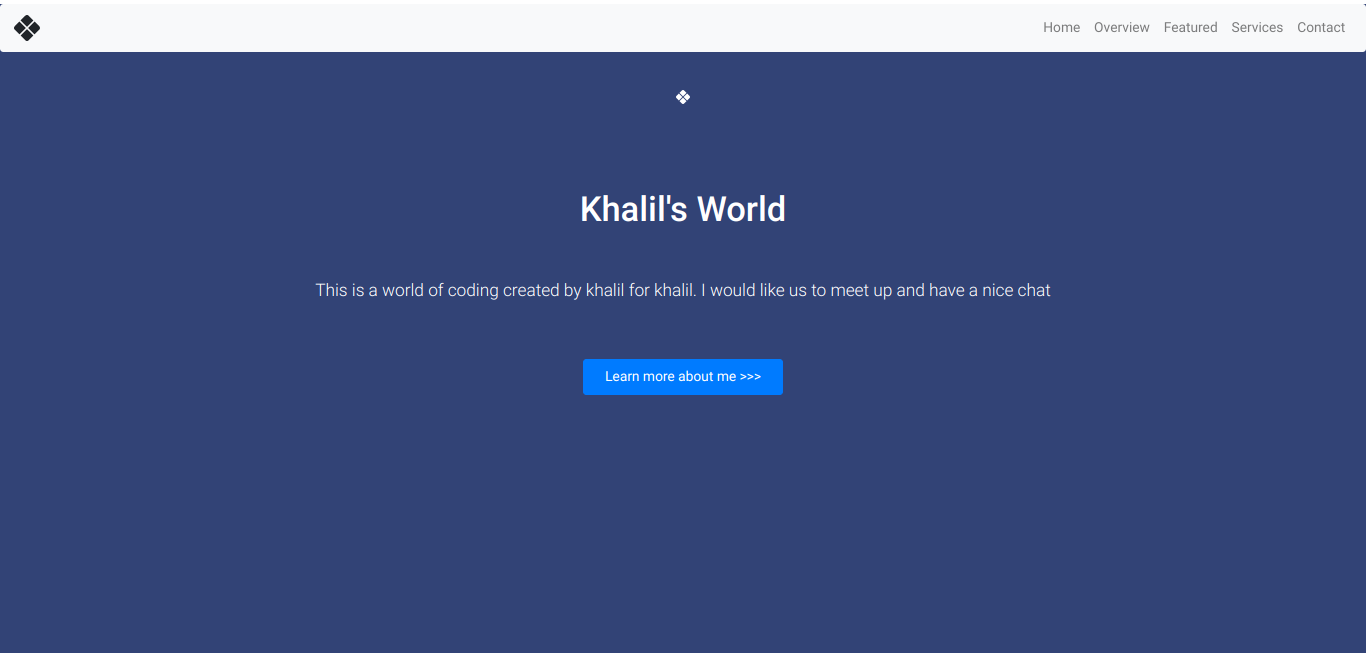 Home Overview Featured Services Contact
Khalil's World
This is a world of coding created by khalil for khalil. I would like us to meet up and have a nice chat
Learn more about me >>>